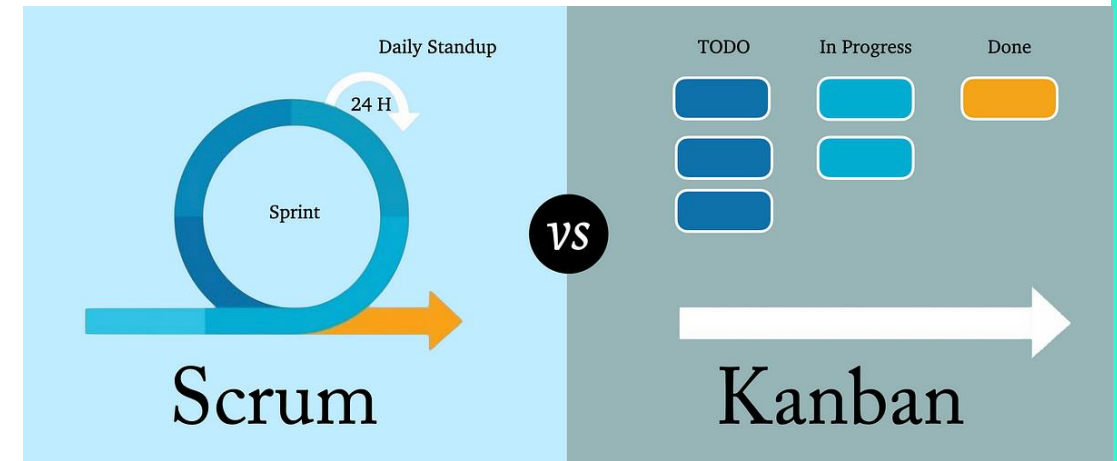 Daily Standup
24 H
Sprint
Scrum
vs
TODO In Progress Done
Kanban